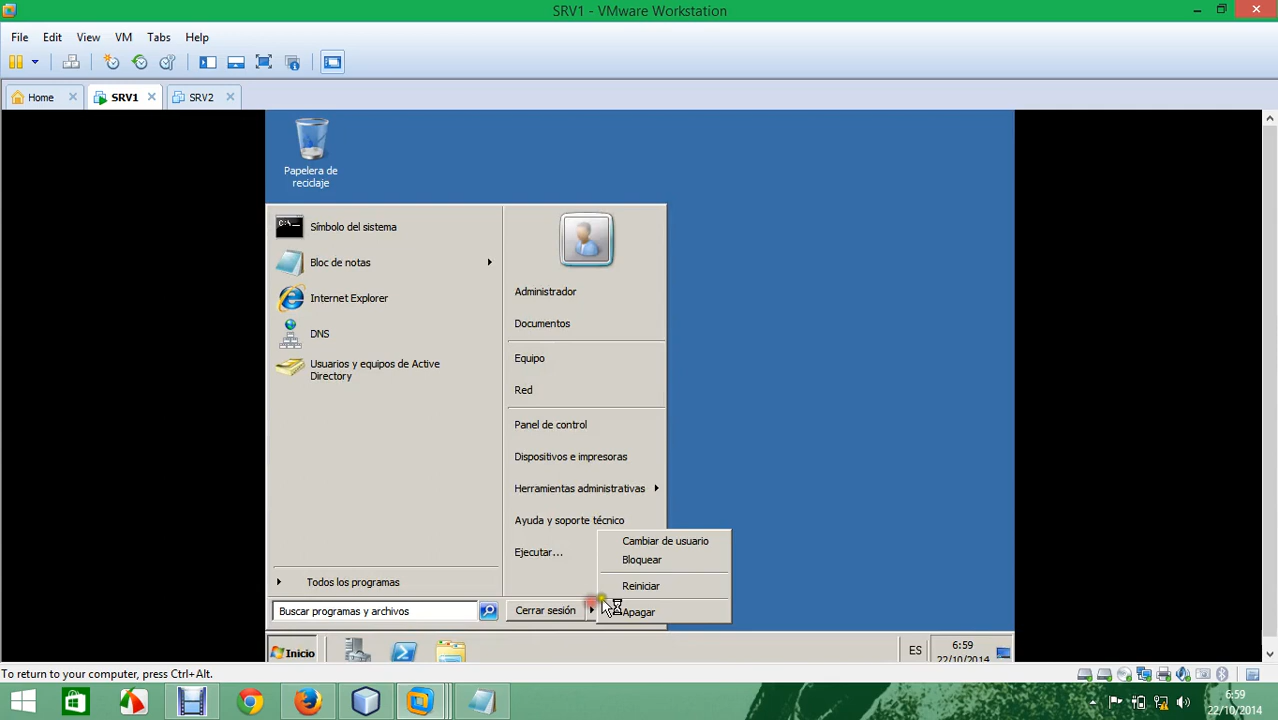 SRV1 - VMware Workstation
File Edit View VM Tabs Help
Home SRV1 SRV2
Papelera de
reciclaje
Símbolo del sistema
Bloc de notas
Internet Explorer
DNS
Usuarios y equipos de Active
Directory
Todos los programas
Buscar programas y archivos
Administrador
Documentos
Equipo
Red
Panel de control
Dispositivos e impresoras
Herramientas administrativas
Ayuda y soporte técnico
Ejecutar...
Cerrar sesión
Cambiar de usuario
Bloquear
Reiniciar
Apagar
Inicio
ES
6:59
22/10/2014
To return to your computer, press Ctrl+Alt.
6:59
22/10/2014